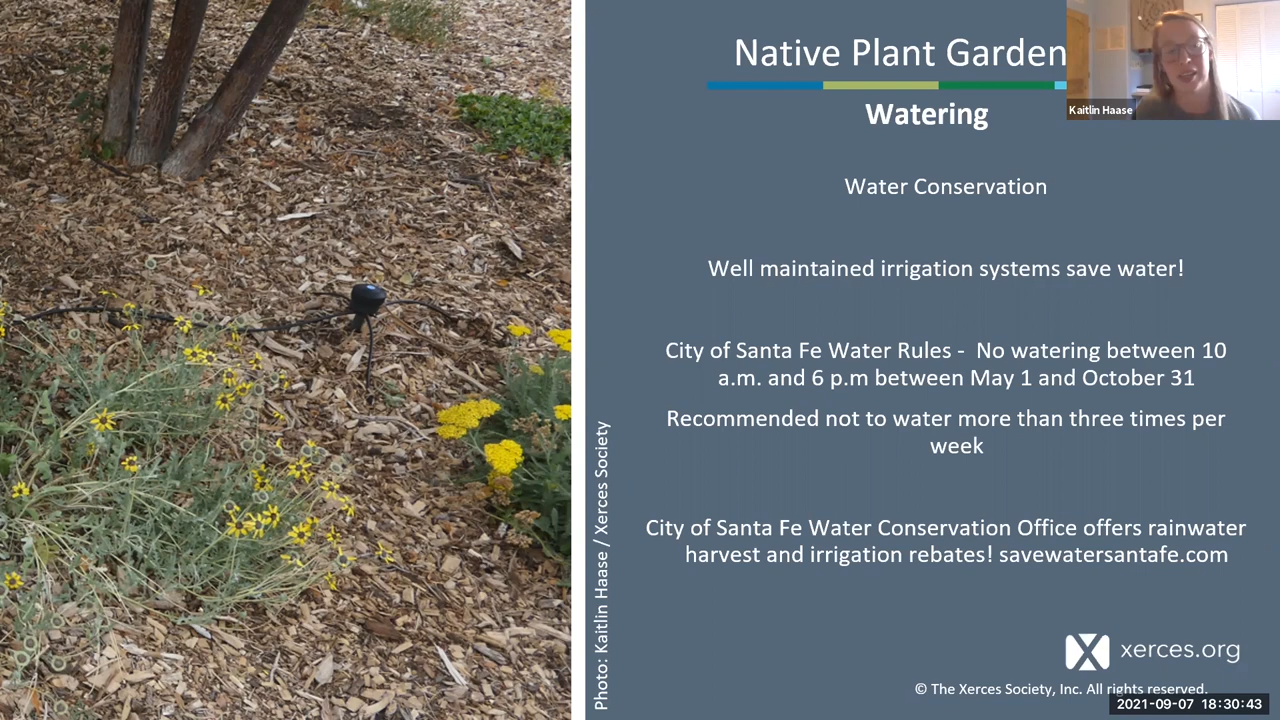 Native Plant Garden
Kaitlin Haase
Watering
Water Conservation
Well maintained irrigation systems save water!
City of Santa Fe Water Rules - No watering between 10
a.m. and 6 p.m between May 1 and October 31
Recommended not to water more than three times per
week
City of Santa Fe Water Conservation Office offers rainwater
harvest and irrigation rebates! savewatersantafe.com
Photo: Kaitlin Haase / Xerces Society
xerces.org
© The Xerces Society, Inc. All rights reserved.
2021-09-07 18:30:43